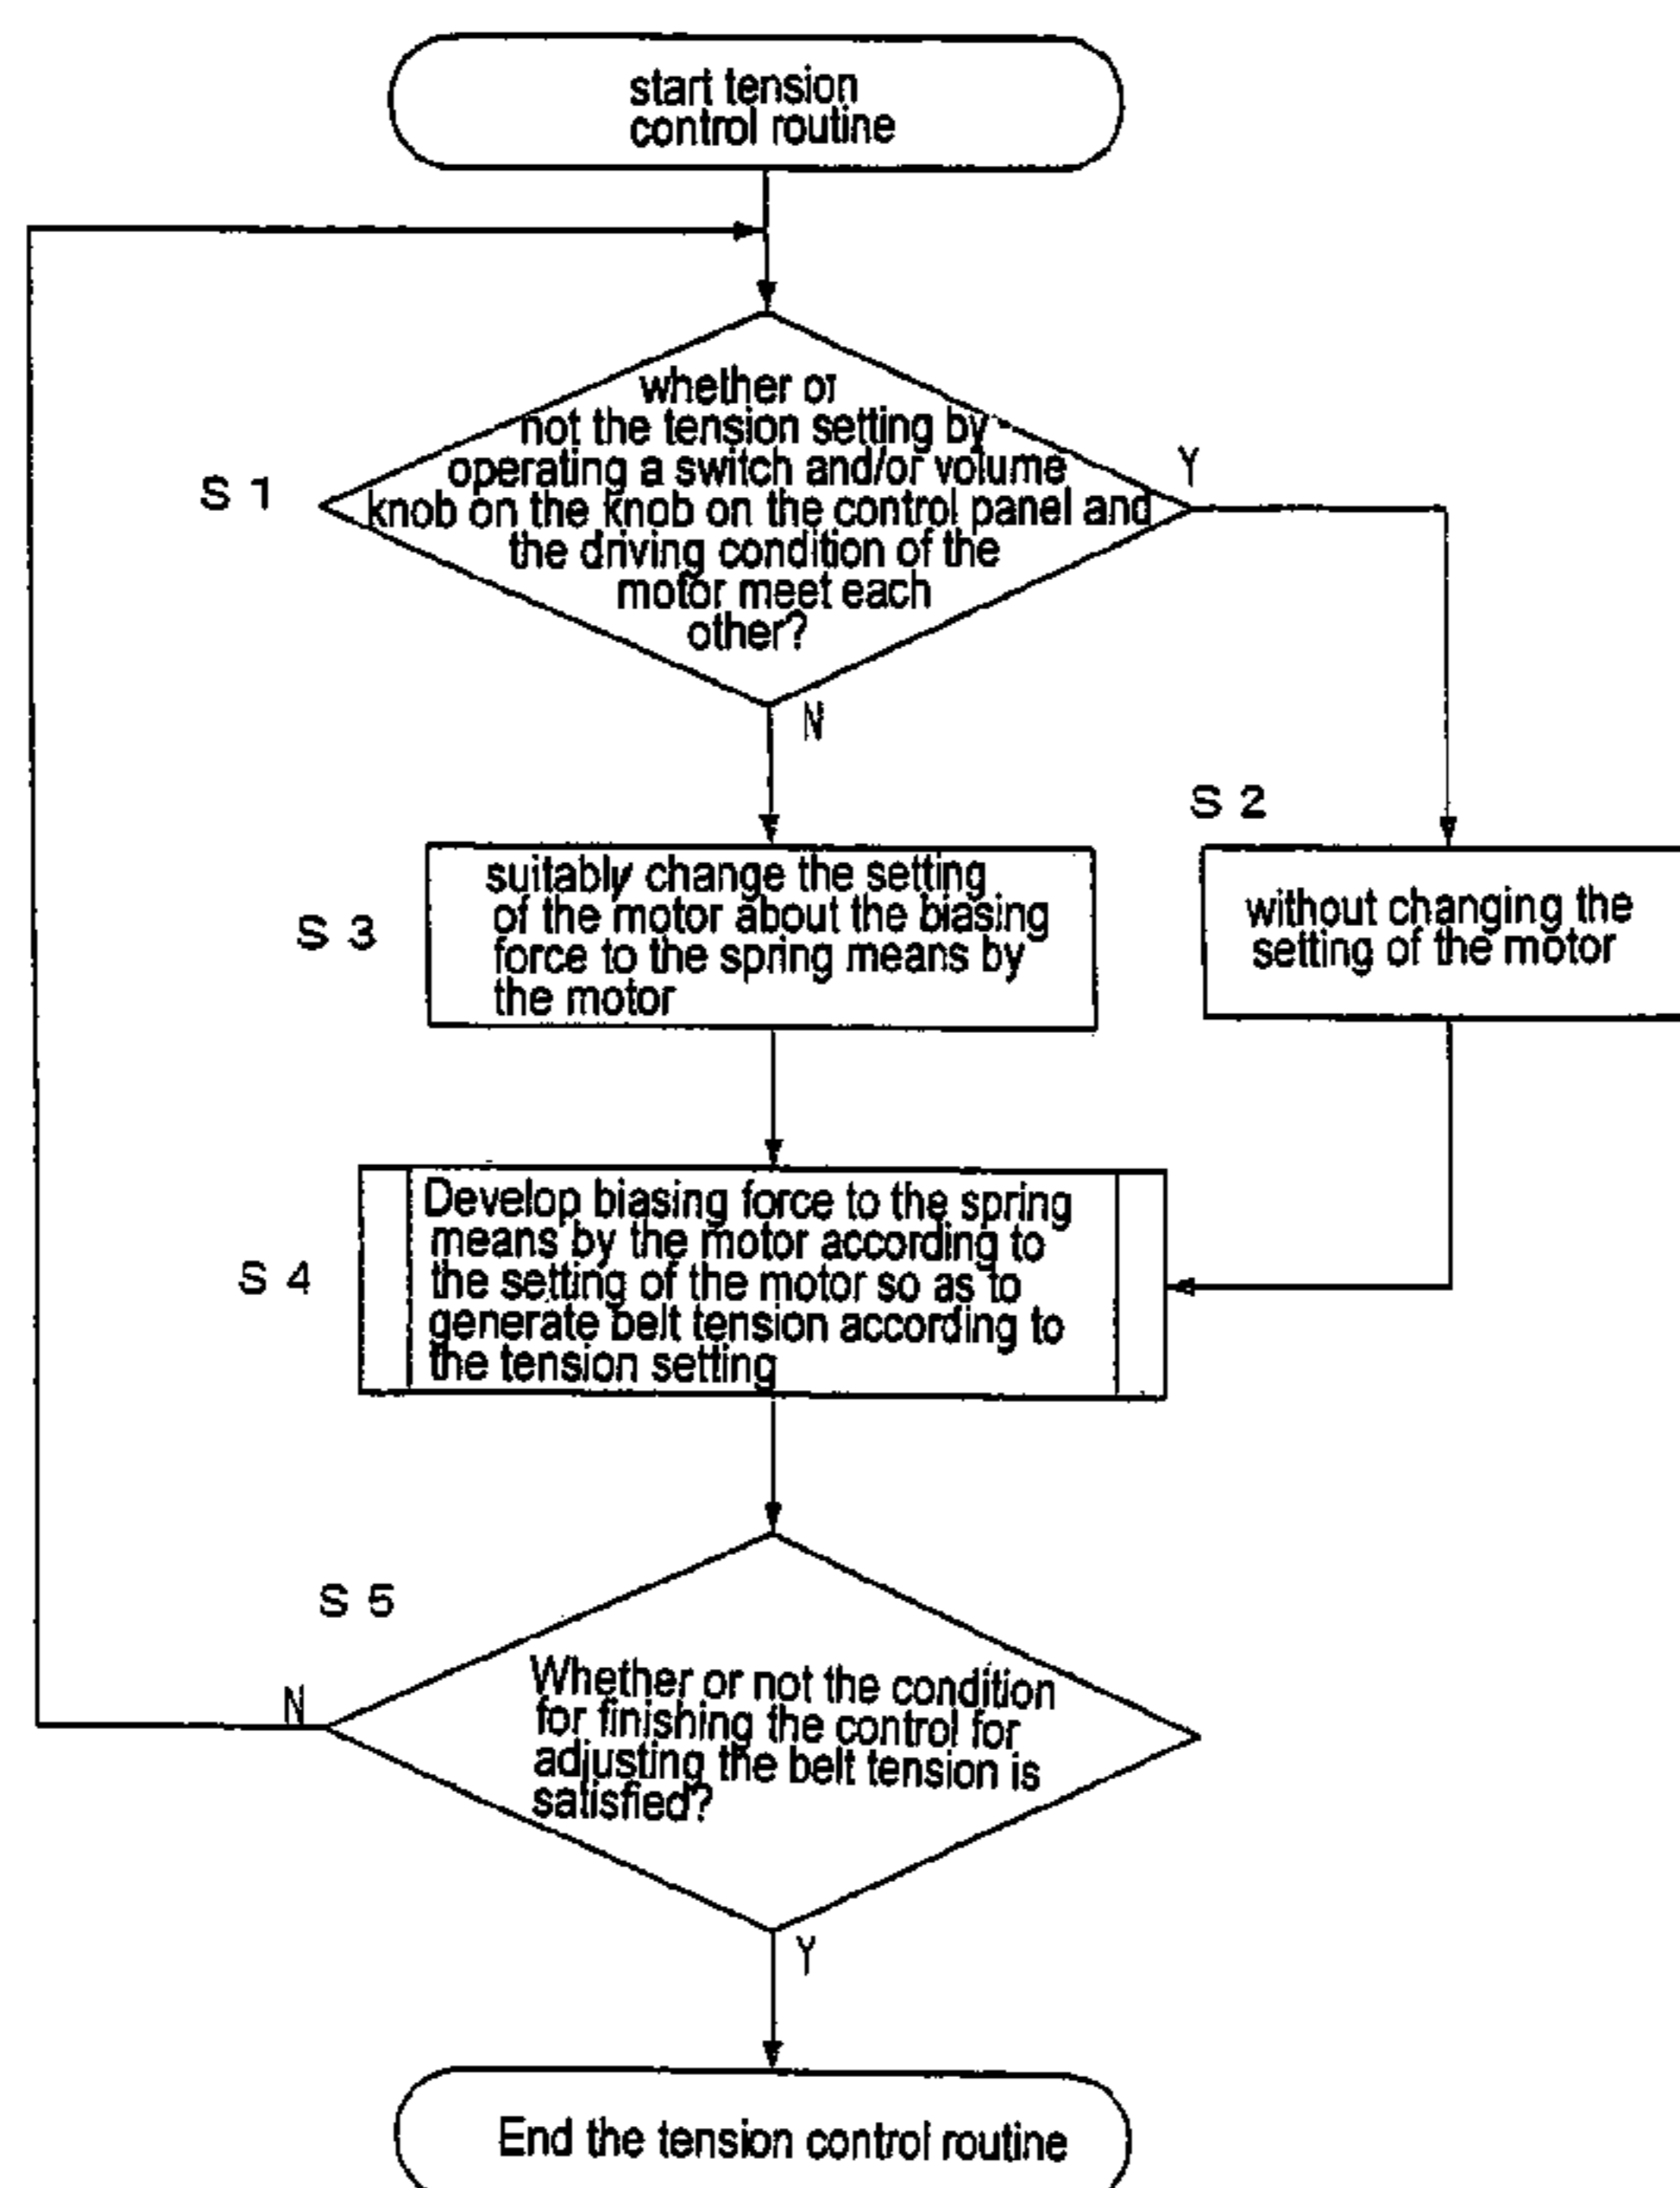 start tension
control routine
whether or
not the tension setting by
operating a switch and/or volume
S 1
knob on the knob on the control panel and
the driving condition of the
motor meet each
other?
Y
N
S 2
without changing the
setting of the motor
S 3
suitably change the setting
of the motor about the biasing
force to the spring means by
the motor
S 4
Develop biasing force to the spring
means by the motor according to
the setting of the motor so as to
generate belt tension according to
the tension setting
S 5
Whether or not the condition
for finishing the control for
adjusting the belt tension is
satisfied?
N
Y
End the tension control routine